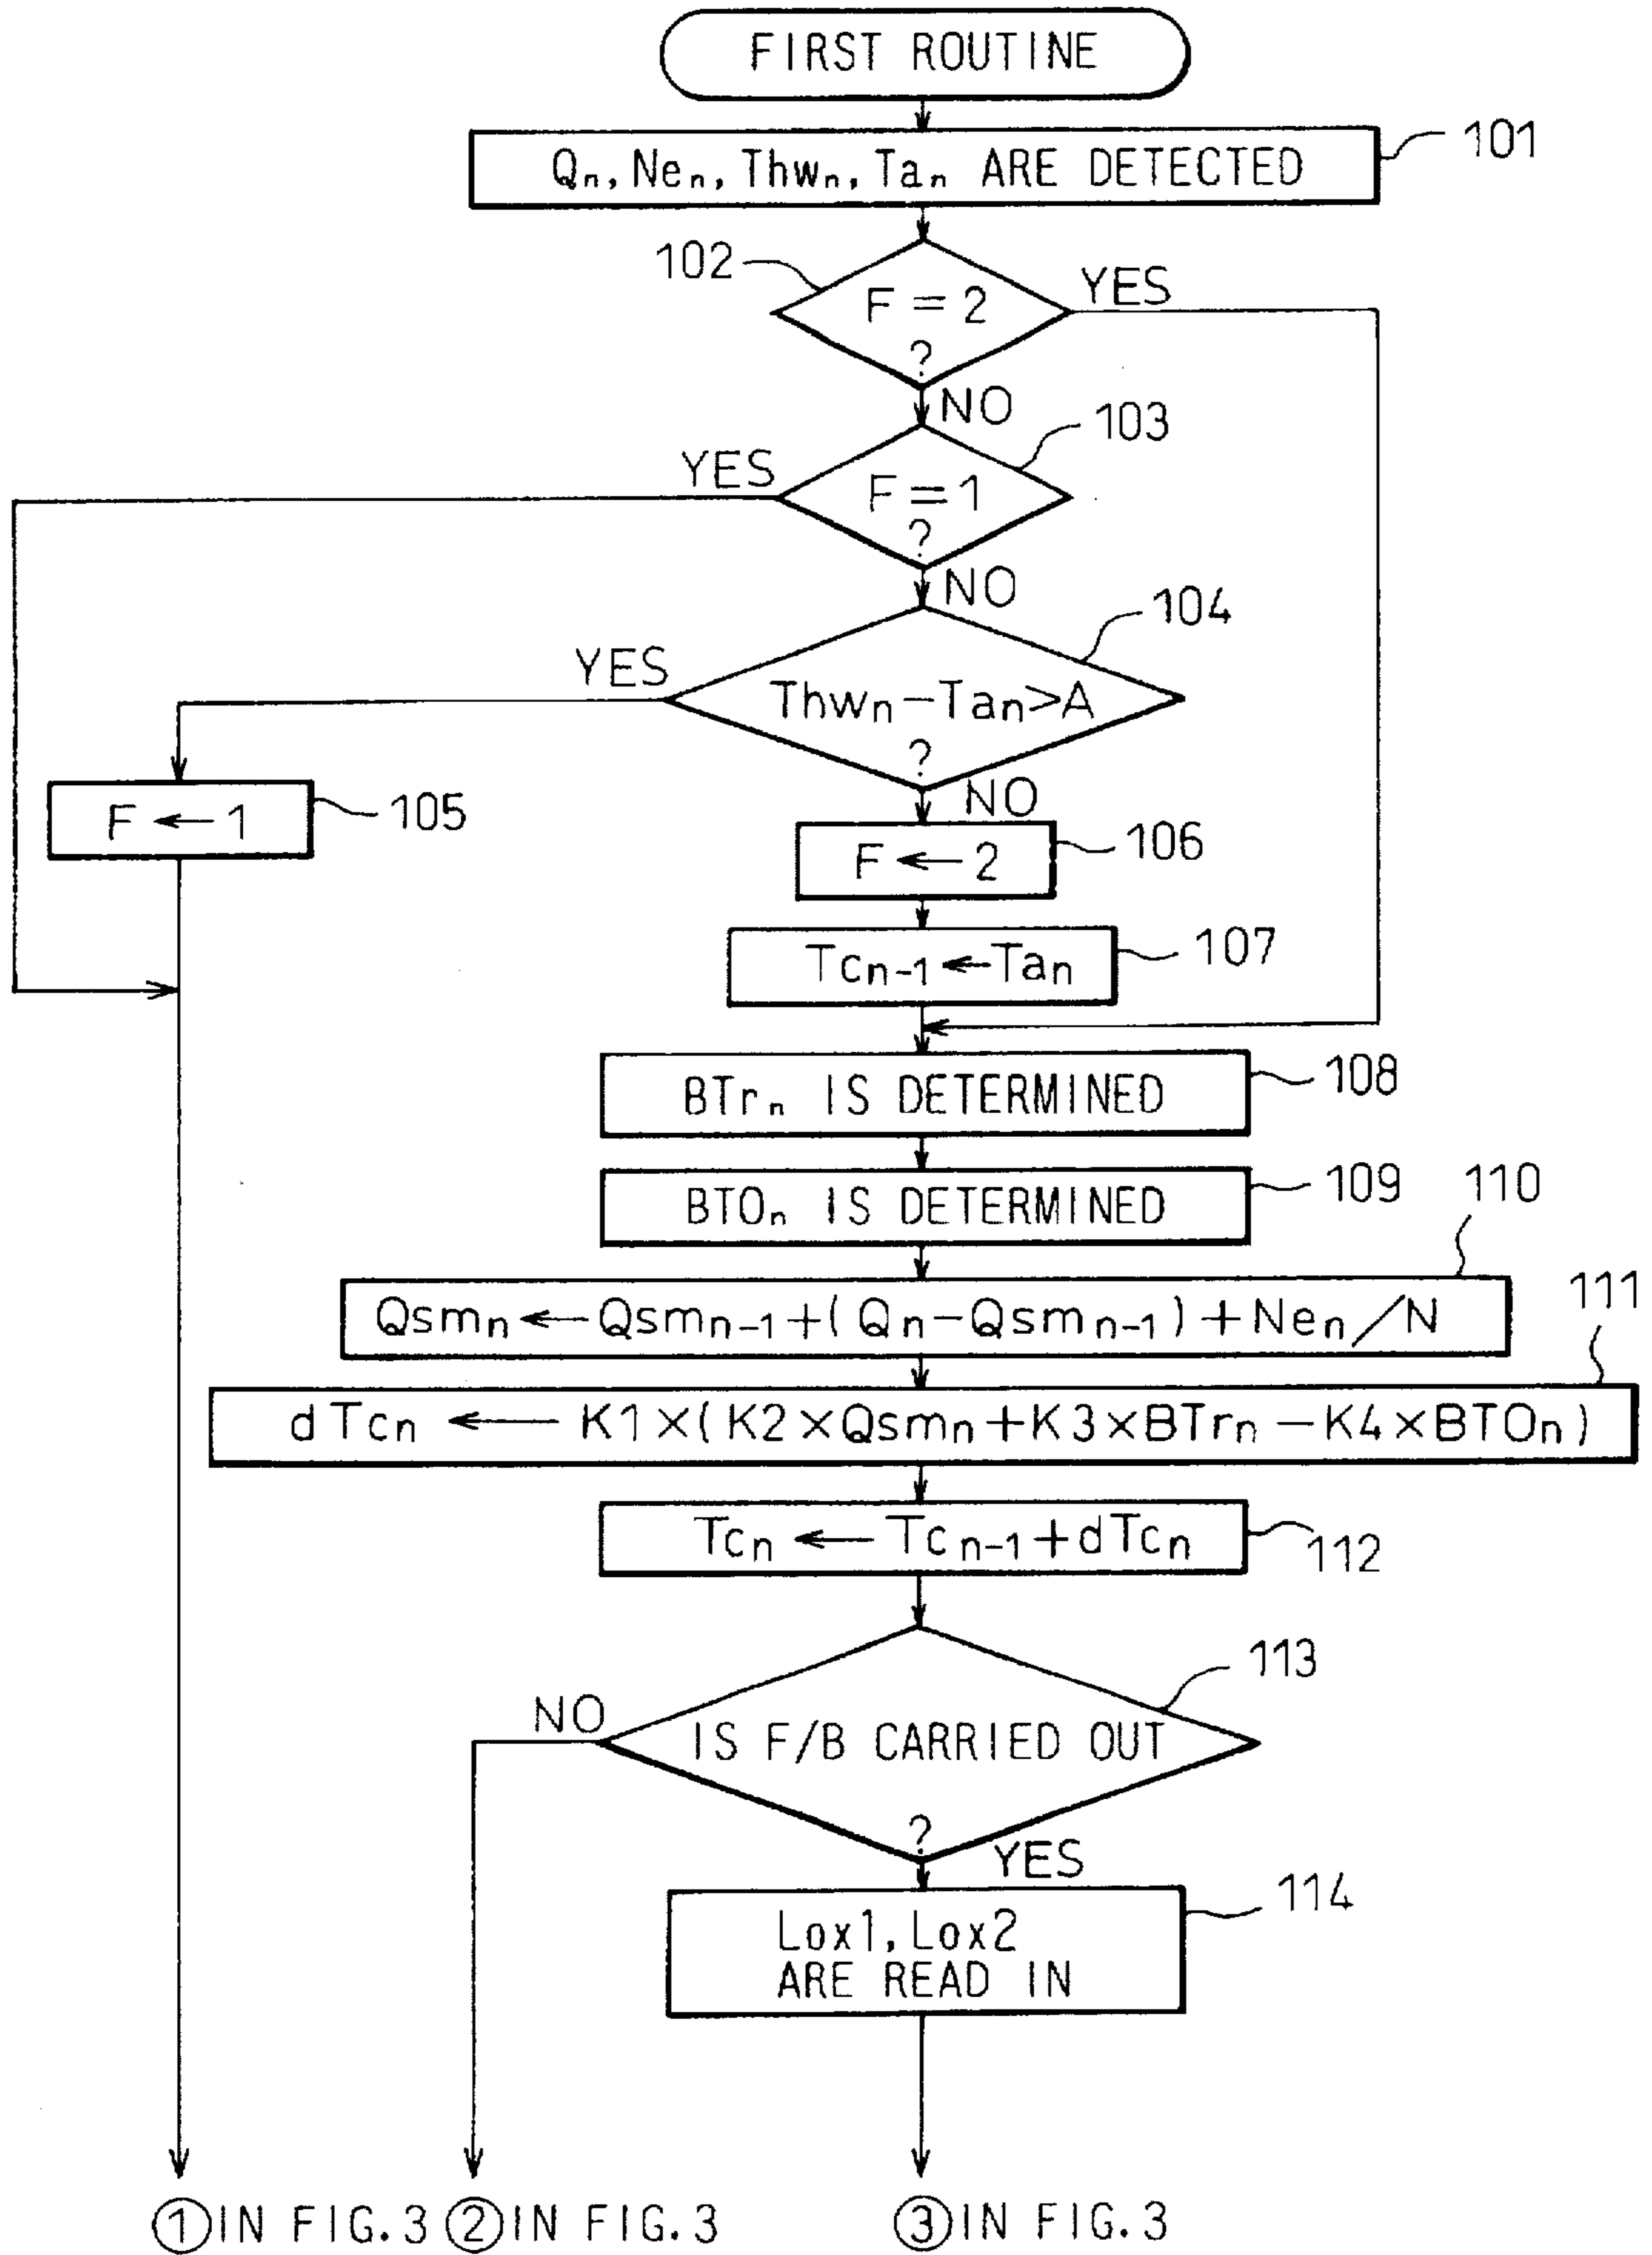 FIRST ROUTINE
Qn, Nen, Thwn, Tan ARE DETECTED
101
102
F = 2
?
YES
NO
103
YES
F = 1
?
NO
104
YES
Thwn − Tan > A
?
NO
F ← 1
105
F ← 2
106
Tcn-1 ← Tan
107
BTrn IS DETERMINED
108
BTOn IS DETERMINED
109
110
Qsmn ← Qsmn-1 + (Qn − Qsmn-1) + Nen / N
111
dTcn ← K1 × (K2 × Qsmn + K3 × BTrn − K4 × BTOn)
Tcn ← Tcn-1 + dTcn
112
113
NO
IS F/B CARRIED OUT
?
YES
114
Lox1, Lox2
ARE READ IN
① IN FIG. 3 ② IN FIG. 3 ③ IN FIG. 3